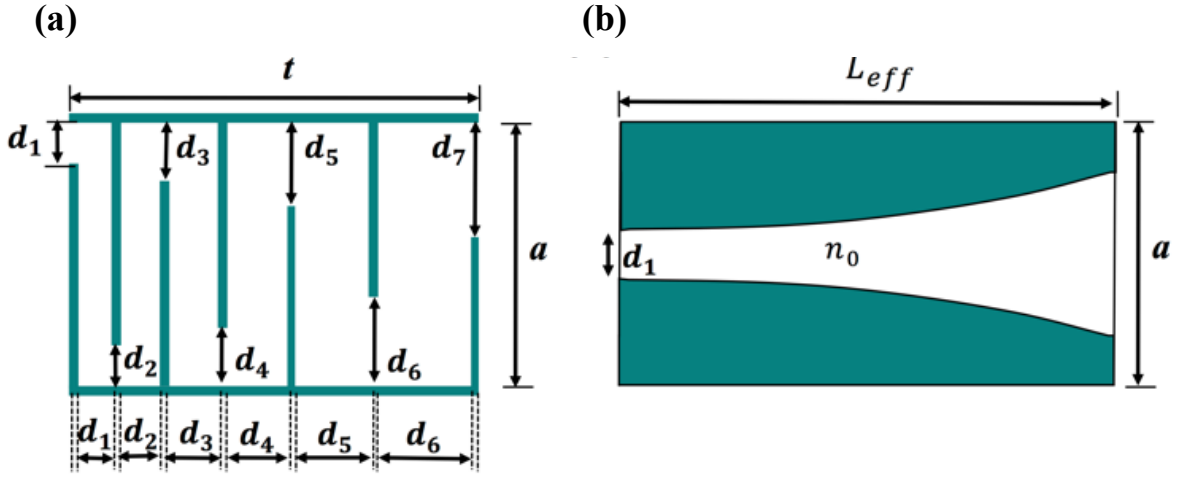 (a)
(b)
t
L_eff
d_1
d_3
d_5
d_7
a
d_2
d_4
d_6
d_1 d_2 d_3 d_4 d_5 d_6
d_1
n_0
a